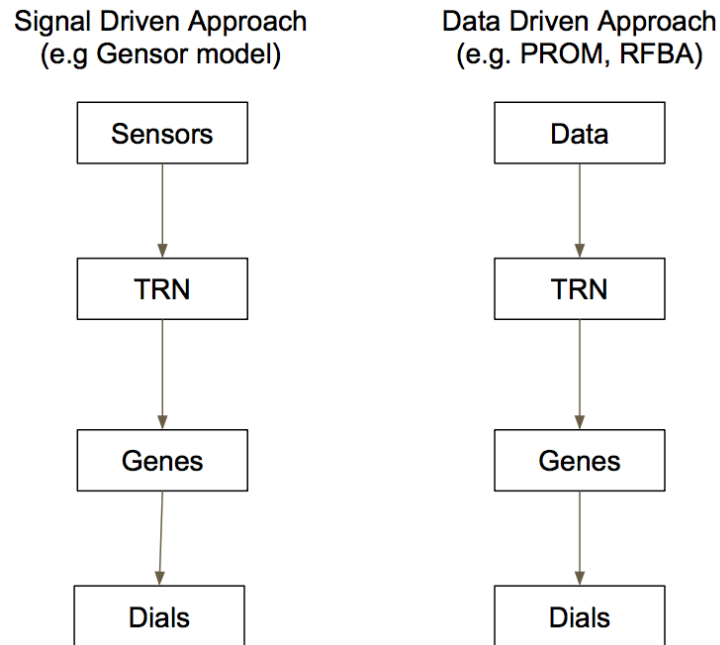 Signal Driven Approach
(e.g Gensor model)
Sensors
TRN
Genes
Dials
Data Driven Approach
(e.g. PROM, RFBA)
Data
TRN
Genes
Dials